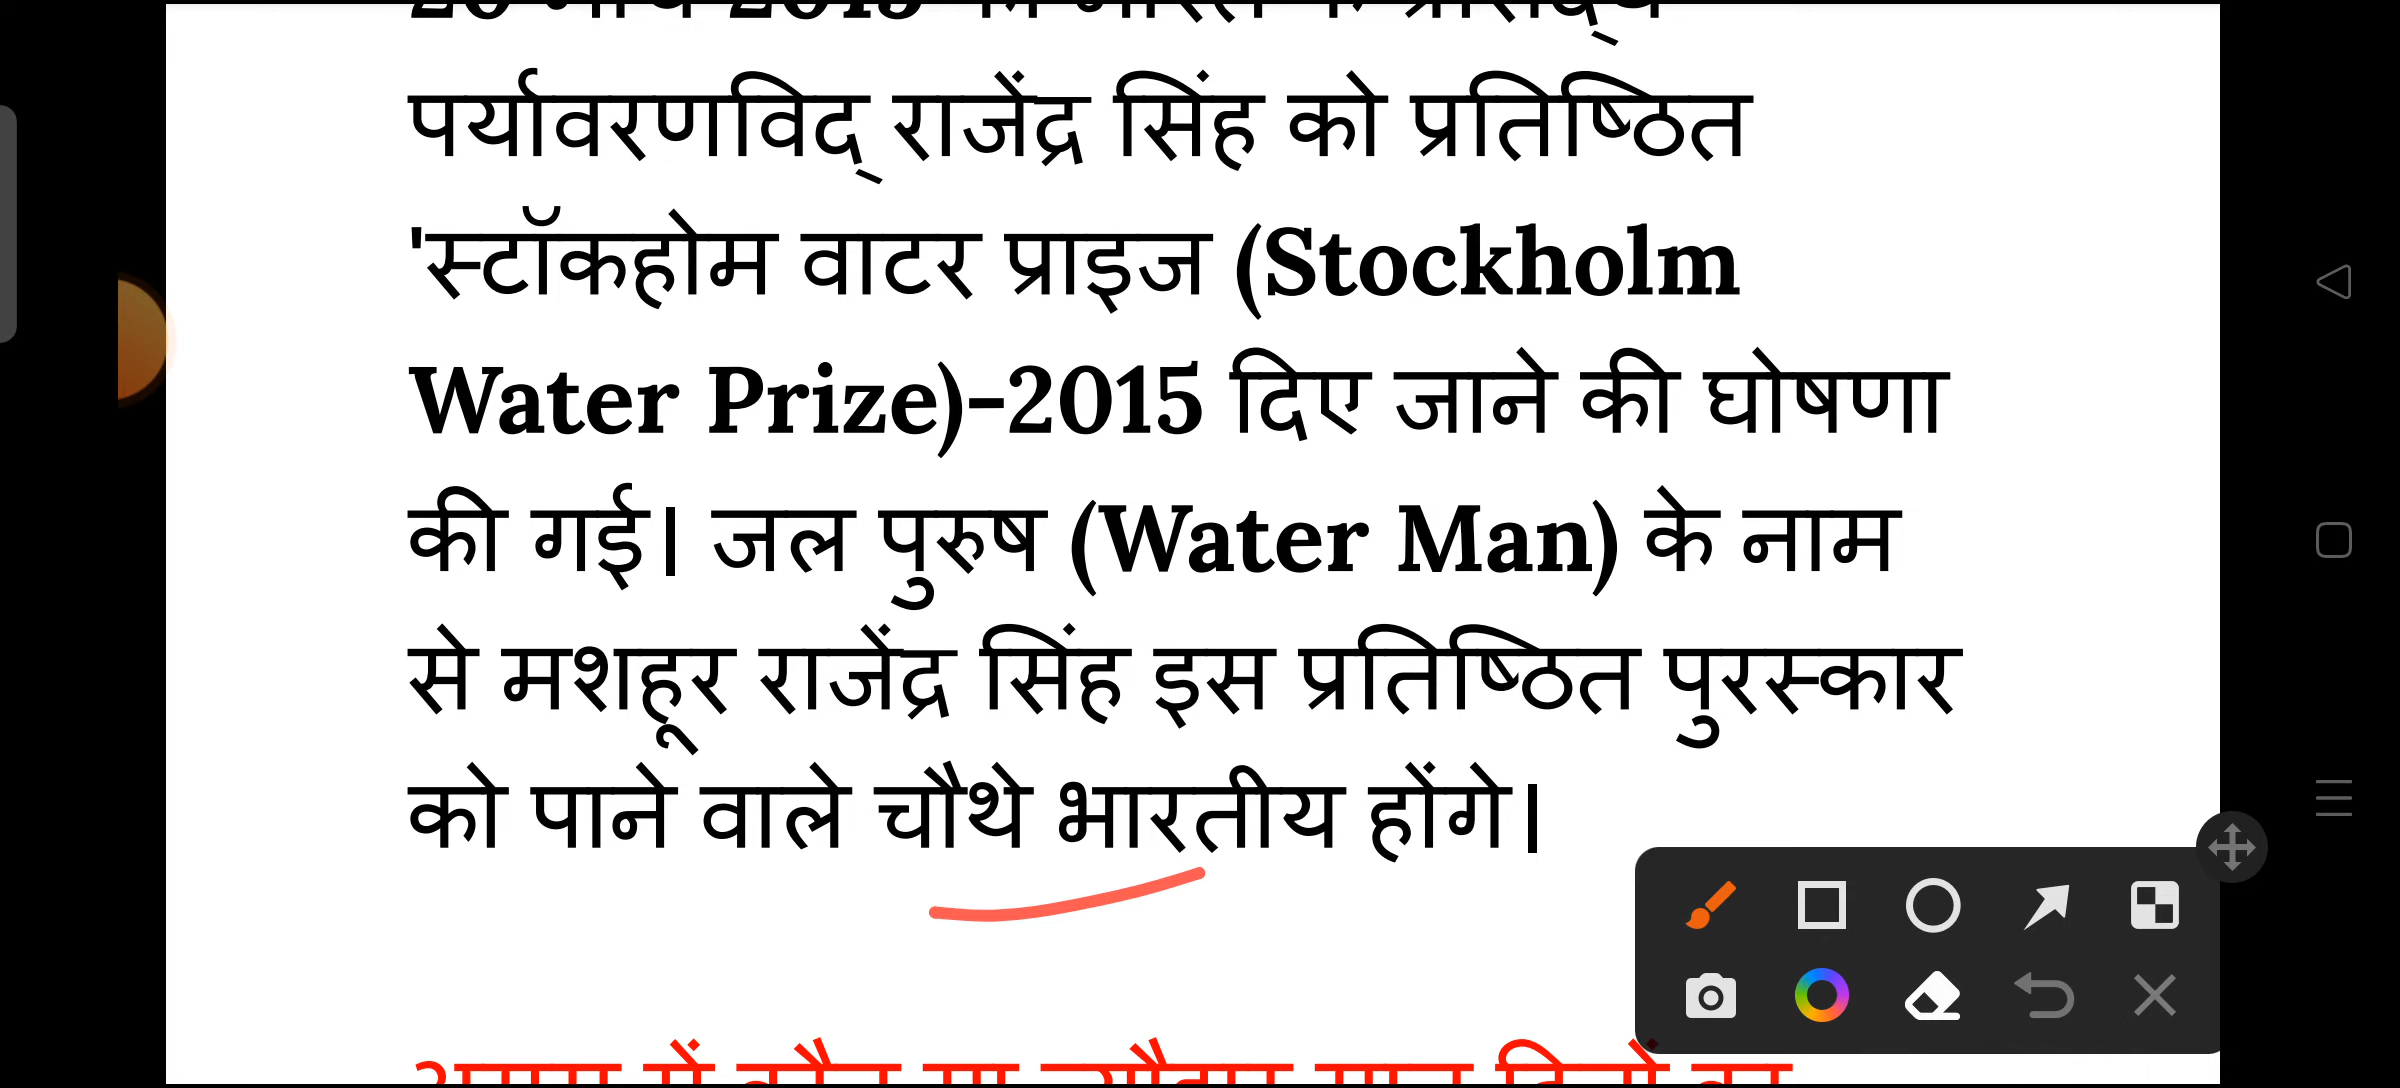 पर्यावरणविद् राजेंद्र सिंह को प्रतिष्ठित
'स्टॉकहोम वाटर प्राइज (Stockholm
Water Prize)-2015 दिए जाने की घोषणा
की गई। जल पुरुष (Water Man) के नाम
से मशहूर राजेंद्र सिंह इस प्रतिष्ठित पुरस्कार
को पाने वाले चौथे भारतीय होंगे।